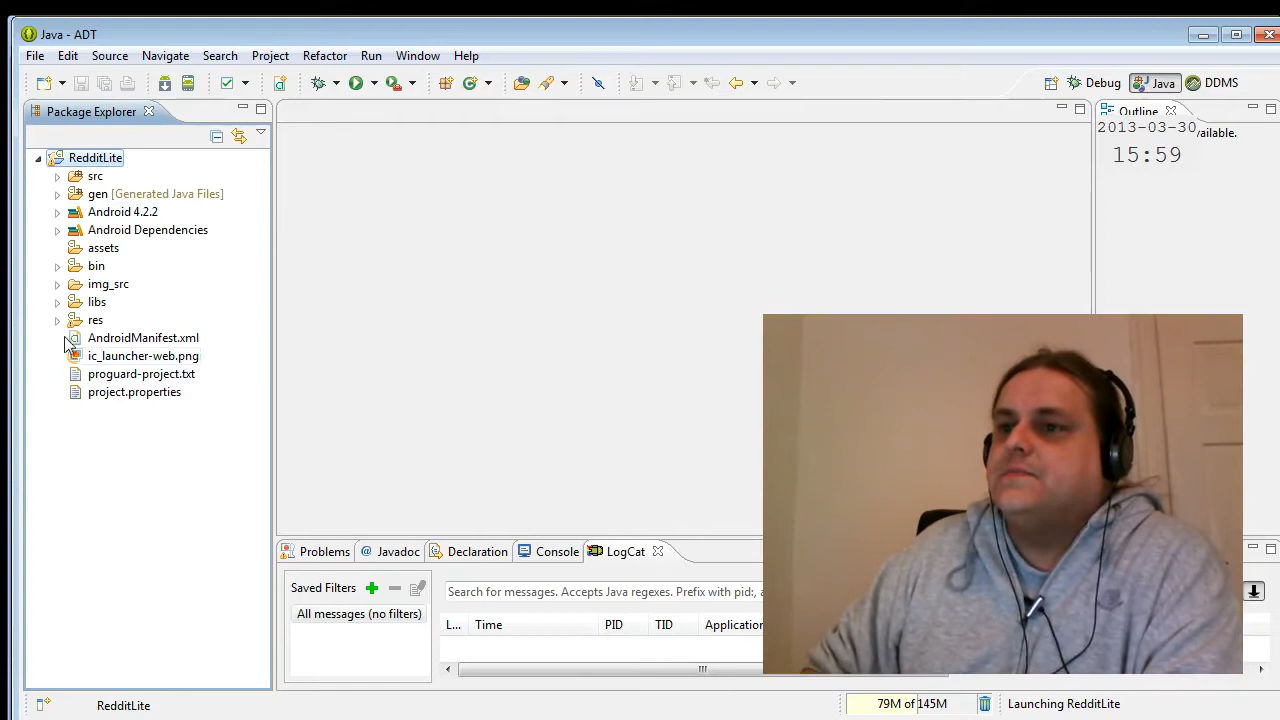 Java - ADT
File Edit Source Navigate Search Project Refactor Run Window Help
Debug Java DDMS
Package Explorer
Outline
2013-03-30
vailable.
15:59
RedditLite
src
gen [Generated Java Files]
Android 4.2.2
Android Dependencies
assets
bin
img_src
libs
res
AndroidManifest.xml
ic_launcher-web.png
proguard-project.txt
project.properties
Problems Javadoc Declaration Console LogCat
Saved Filters
Search for messages. Accepts Java regexes. Prefix with pid:, a
All messages (no filters)
L... Time PID TID Application
RedditLite
79M of 145M
Launching RedditLite